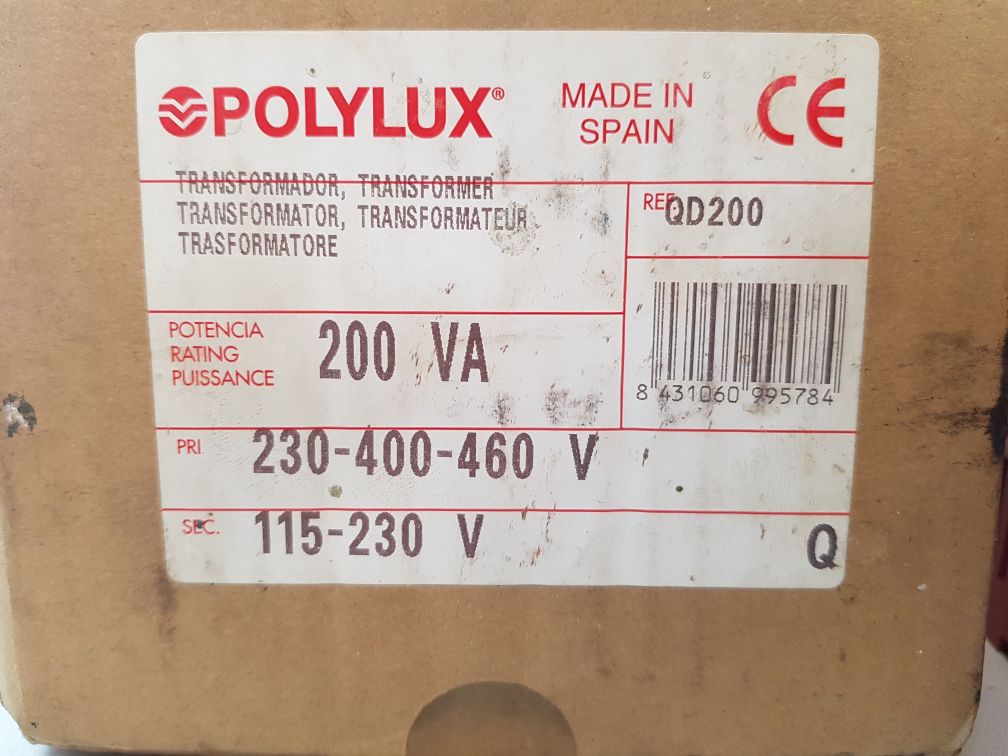 POLYLUX®
MADE IN
SPAIN
CE
TRANSFORMADOR, TRANSFORMER
TRANSFORMATOR, TRANSFORMATEUR
TRASFORMATORE
REF.
QD200
POTENCIA
RATING
PUISSANCE
200 VA
8 431060 995784
PRI
230-400-460 V
SEC.
115-230 V
Q